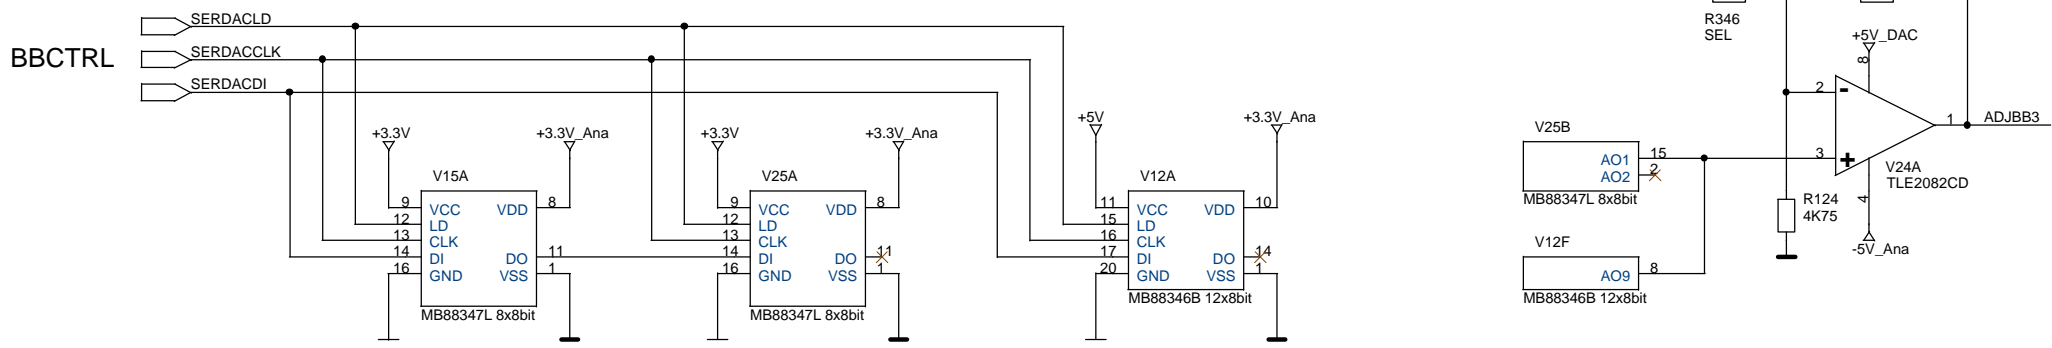 BBCTRL
SERDACLD
SERDACCLK
SERDACDI
+3.3V
+3.3V_Ana
V15A
9 VCC VDD 8
12 LD
13 CLK
14 DI DO 11
16 GND VSS 1
MB88347L 8x8bit
+3.3V
+3.3V_Ana
V25A
9 VCC VDD 8
12 LD
13 CLK
14 DI DO 11
16 GND VSS 1
MB88347L 8x8bit
+5V
+3.3V_Ana
V12A
11 VCC VDD 10
15 LD
16 CLK
17 DI DO 14
20 GND VSS 1
MB88346B 12x8bit
V25B
AO1 15
AO2 2
MB88347L 8x8bit
V12F
AO9 8
MB88346B 12x8bit
R346
SEL
+5V_DAC
8
2 -
1 ADJBB3
3 +
V24A
TLE2082CD
4
-5V_Ana
R124
4K75